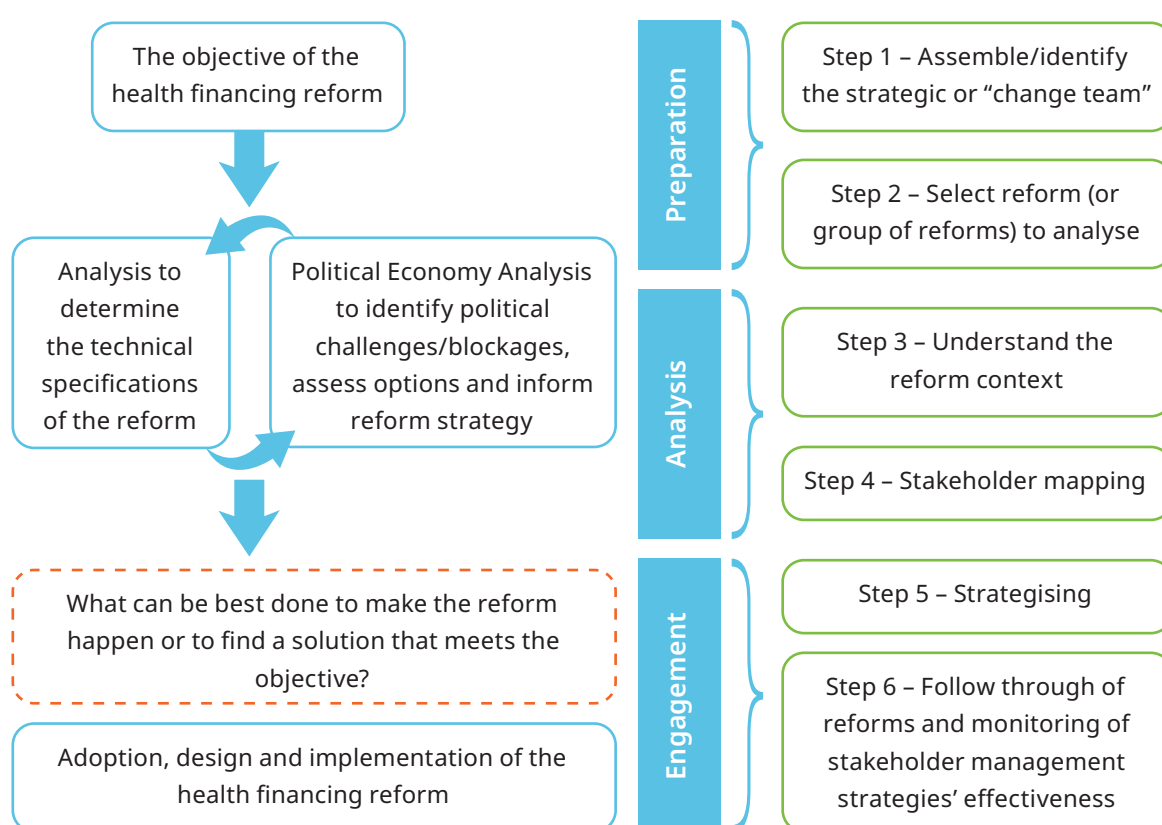 The objective of the
health financing reform
Analysis to
determine
the technical
specifications
of the reform
Political Economy Analysis
to identify political
challenges/blockages,
assess options and inform
reform strategy
What can be best done to make the reform
happen or to find a solution that meets the
objective?
Adoption, design and implementation of the
health financing reform
Preparation
Step 1 – Assemble/identify
the strategic or “change team”
Step 2 – Select reform (or
group of reforms) to analyse
Analysis
Step 3 – Understand the
reform context
Step 4 – Stakeholder mapping
Engagement
Step 5 – Strategising
Step 6 – Follow through of
reforms and monitoring of
stakeholder management
strategies’ effectiveness